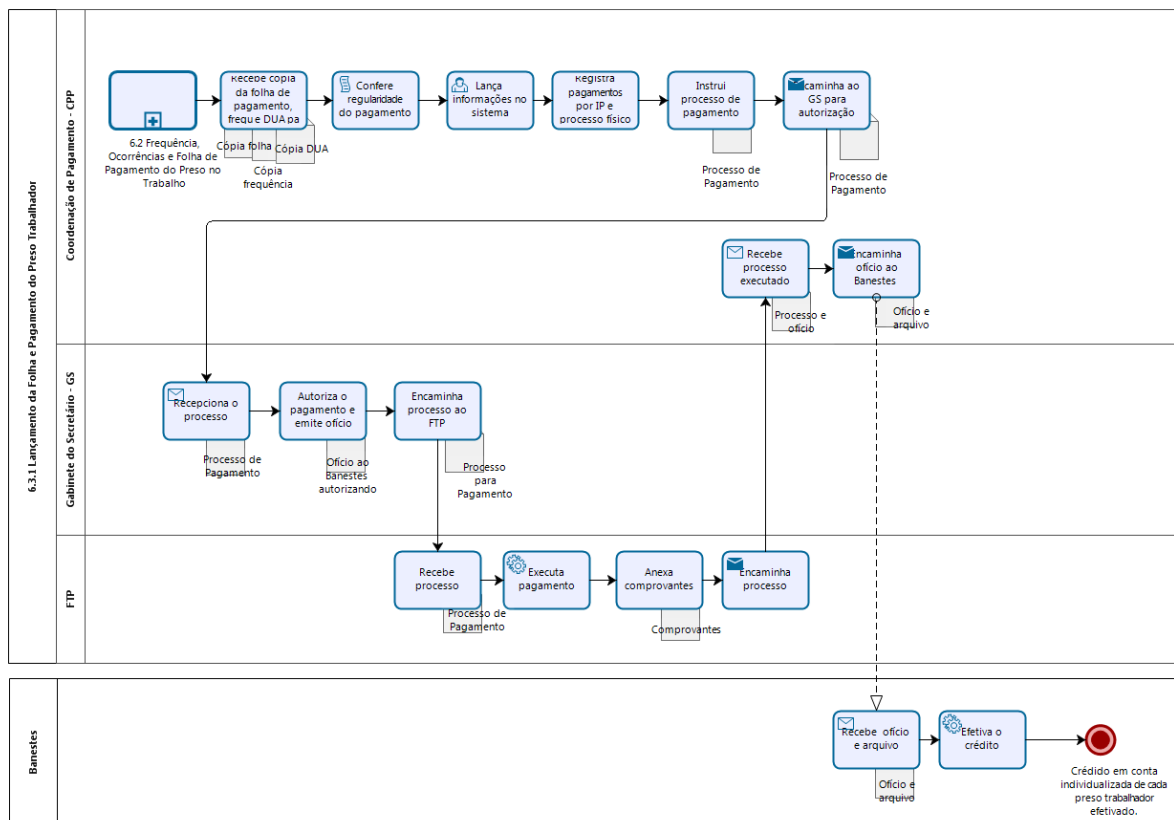 6.3.1 Lançamento da Folha e Pagamento do Preso Trabalhador
Coordenação de Pagamento - CPP
6.2 Frequência,
Ocorrências e Folha de
Pagamento do Preso no
Trabalho
Recebe cópia
da folha de
pagamento,
freq e DUA pa
Cópia folha
Cópia
frequência
Cópia DUA
Confere
regularidade
do pagamento
Lança
informações no
sistema
Registra
pagamentos
por IP e
processo físico
Instrui
processo de
pagamento
Processo de
Pagamento
caminha ao
GS para
autorização
Processo de
Pagamento
Recebe
processo
executado
Processo e
ofício
Encaminha
ofício ao
Banestes
Ofício e
arquivo
Gabinete do Secretário - GS
Recepciona o
processo
Processo de
Pagamento
Autoriza o
pagamento e
emite ofício
Ofício ao
Banestes
autorizando
Encaminha
processo ao
FTP
Processo
para
Pagamento
FTP
Recebe
processo
Processo de
Pagamento
Executa
pagamento
Anexa
comprovantes
Comprovantes
Encaminha
processo
Banestes
Recebe ofício
e arquivo
Ofício e
arquivo
Efetiva o
crédito
Crédido em conta
individualizada de cada
preso trabalhador
efetivado.